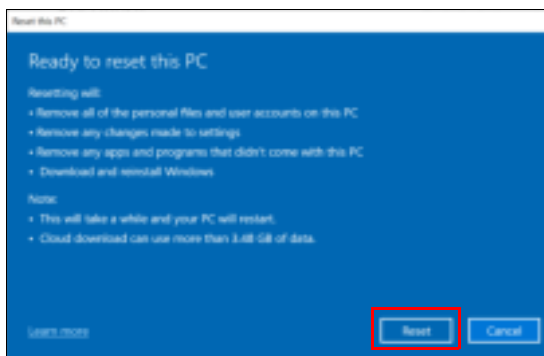 Reset this PC
Ready to reset this PC
Resetting will:
• Remove all of the personal files and user accounts on this PC
• Remove any changes made to settings
• Remove any apps and programs that didn't come with this PC
• Download and reinstall Windows
Note:
• This will take a while and your PC will restart.
• Cloud download can use more than 3.48 GB of data.
Learn more
Reset
Cancel